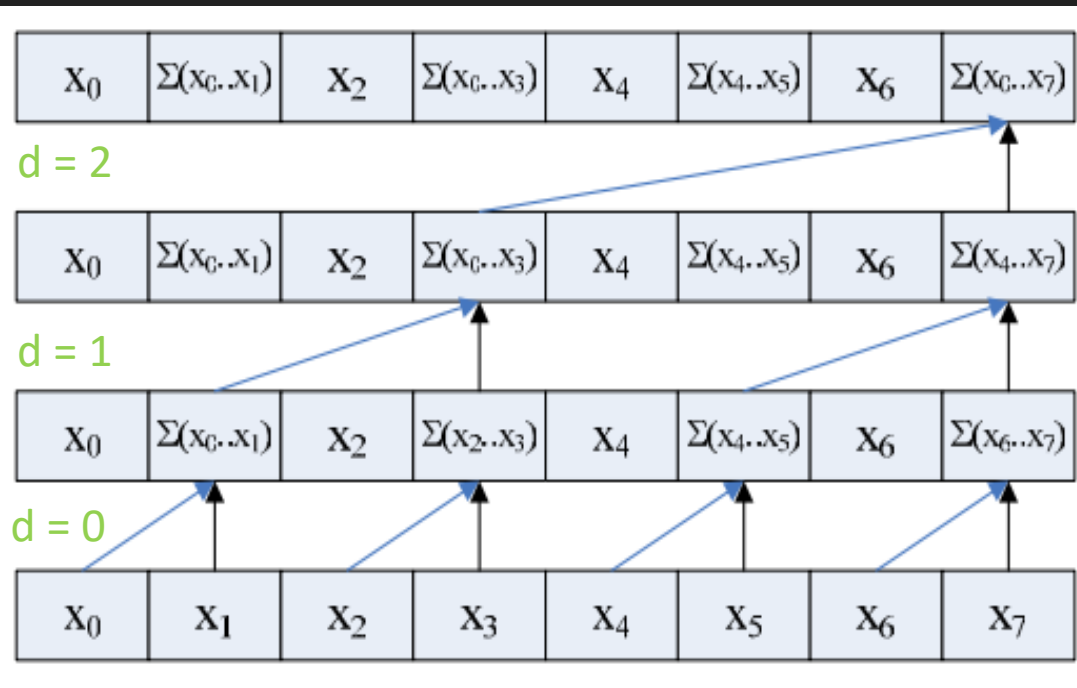 x₀ Σ(x₀..x₁) x₂ Σ(x₀..x₃) x₄ Σ(x₄..x₅) x₆ Σ(x₀..x₇)
d = 2
x₀ Σ(x₀..x₁) x₂ Σ(x₀..x₃) x₄ Σ(x₄..x₅) x₆ Σ(x₄..x₇)
d = 1
x₀ Σ(x₀..x₁) x₂ Σ(x₂..x₃) x₄ Σ(x₄..x₅) x₆ Σ(x₆..x₇)
d = 0
x₀ x₁ x₂ x₃ x₄ x₅ x₆ x₇